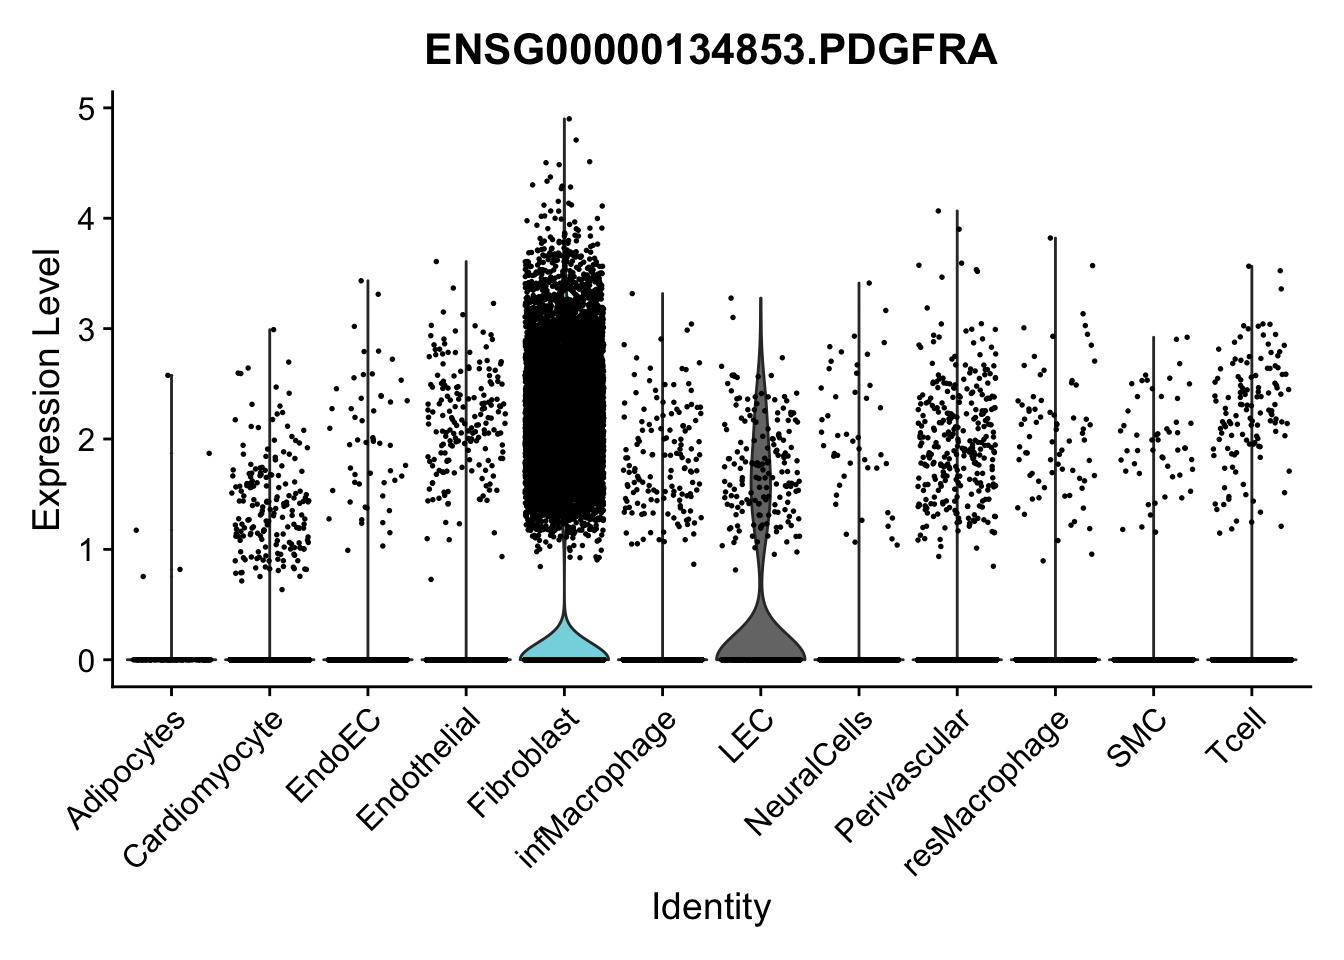 ENSG00000134853.PDGFRA
Expression Level
5
4
3
2
1
0
Adipocytes
Cardiomyocyte
EndoEC
Endothelial
Fibroblast
infMacrophage
LEC
NeuralCells
Perivascular
resMacrophage
SMC
Tcell
Identity